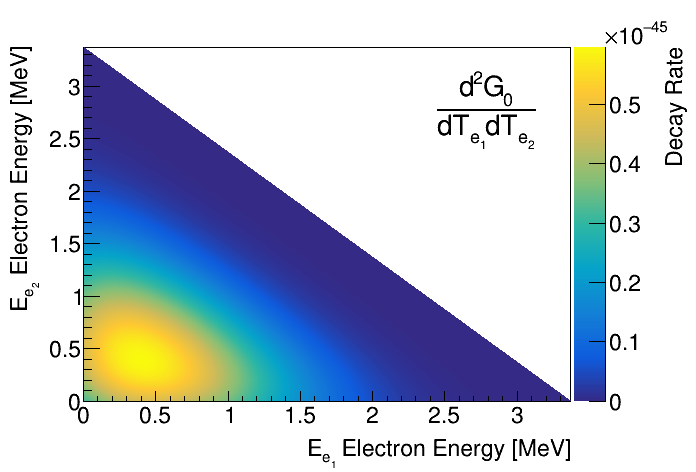 ×10⁻⁴⁵
E_e₂ Electron Energy [MeV]
Decay Rate
d²G₀
dT_e₁dT_e₂
3
2.5
2
1.5
1
0.5
0
0.5
0.4
0.3
0.2
0.1
0
0 0.5 1 1.5 2 2.5 3
E_e₁ Electron Energy [MeV]